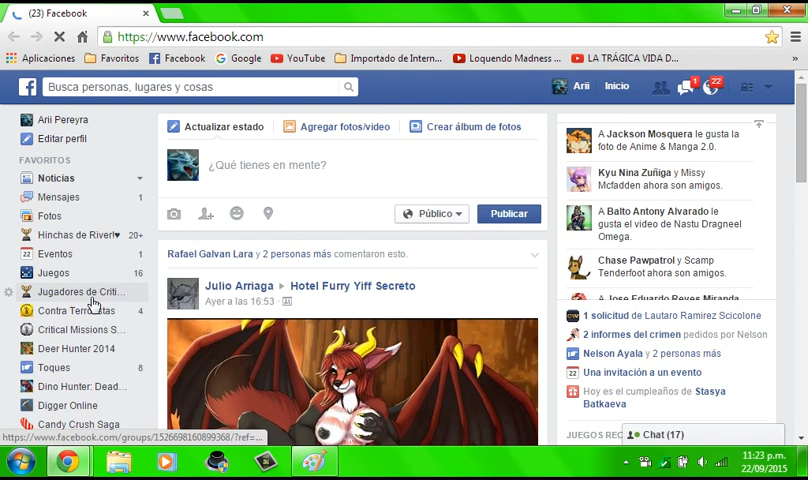 (23) Facebook
https://www.facebook.com
Aplicaciones
Favoritos
Facebook
Google
YouTube
Importado de Intern...
Loquendo Madness ...
LA TRÁGICA VIDA D...
Busca personas, lugares y cosas
Arii
Inicio
1
22
Arii Pereyra
Editar perfil
FAVORITOS
Noticias
Mensajes 1
Fotos
Hinchas de River!♥ 20+
22 Eventos 1
Juegos 16
Jugadores de Criti...
Contra Terroristas 4
Critical Missions S...
Deer Hunter 2014
Toques 8
Dino Hunter: Dead...
Digger Online
Candy Crush Saga
https://www.facebook.com/groups/1526698160899368/?ref=...
Actualizar estado
Agregar fotos/video
Crear álbum de fotos
¿Qué tienes en mente?
Público
Publicar
Rafael Galvan Lara y 2 personas más comentaron esto.
Julio Arriaga ▸ Hotel Furry Yiff Secreto
Ayer a las 16:53
A Jackson Mosquera le gusta la
foto de Anime & Manga 2.0.
Kyu Nina Zuñiga y Missy
Mcfadden ahora son amigos.
A Balto Antony Alvarado le
gusta el video de Nastu Dragneel
Omega.
Chase Pawpatrol y Scamp
Tenderfoot ahora son amigos.
A Jose Eduardo Reyes Miranda
1 solicitud de Lautaro Ramirez Scicolone
2 informes del crimen pedidos por Nelson
Nelson Ayala y 2 personas más
22 Una invitación a un evento
Hoy es el cumpleaños de Stasya
Batkaeva
JUEGOS REC
Chat (17)
11:23 p.m.
22/09/2015